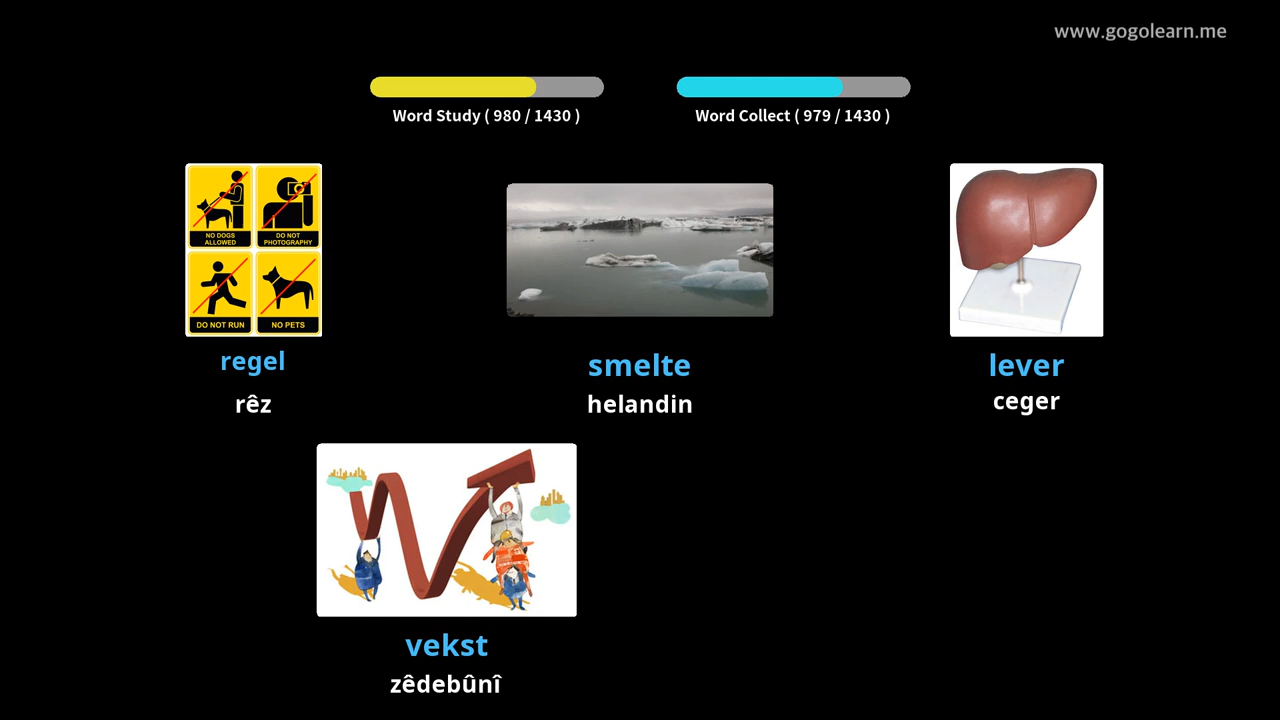 www.gogolearn.me
Word Study ( 980 / 1430 )
Word Collect ( 979 / 1430 )
NO DOGS
ALLOWED
DO NOT
PHOTOGRAPHY
DO NOT RUN
NO PETS
regel
rêz
smelte
helandin
lever
ceger
vekst
zêdebûnî